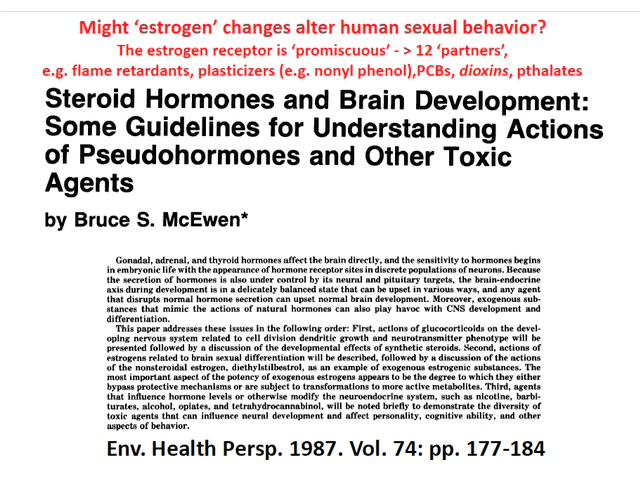 Might ‘estrogen’ changes alter human sexual behavior?
The estrogen receptor is ‘promiscuous’ - > 12 ‘partners’,
e.g. flame retardants, plasticizers (e.g. nonyl phenol),PCBs, dioxins, pthalates
Steroid Hormones and Brain Development:
Some Guidelines for Understanding Actions
of Pseudohormones and Other Toxic
Agents
by Bruce S. McEwen*
Gonadal, adrenal, and thyroid hormones affect the brain directly, and the sensitivity to hormones begins
in embryonic life with the appearance of hormone receptor sites in discrete populations of neurons. Because
the secretion of hormones is also under control by its neural and pituitary targets, the brain-endocrine
axis during development is in a delicately balanced state that can be upset in various ways, and any agent
that disrupts normal hormone secretion can upset normal brain development. Moreover, exogenous sub-
stances that mimic the actions of natural hormones can also play havoc with CNS development and
differentiation.
This paper addresses these issues in the following order: First, actions of glucocorticoids on the devel-
oping nervous system related to cell division dendritic growth and neurotransmitter phenotype will be
presented followed by a discussion of the developmental effects of synthetic steroids. Second, actions of
estrogens related to brain sexual differentiation will be described, followed by a discussion of the actions
of the nonsteroidal estrogen, diethylstilbestrol, as an example of exogenous estrogenic substances. The
most important aspect of the potency of exogenous estrogens appears to be the degree to which they either
bypass protective mechanisms or are subject to transformations to more active metabolites. Third, agents
that influence hormone levels or otherwise modify the neuroendocrine system, such as nicotine, barbi-
turates, alcohol, opiates, and tetrahydrocannabinol, will be noted briefly to demonstrate the diversity of
toxic agents that can influence neural development and affect personality, cognitive ability, and other
aspects of behavior.
Env. Health Persp. 1987. Vol. 74: pp. 177-184